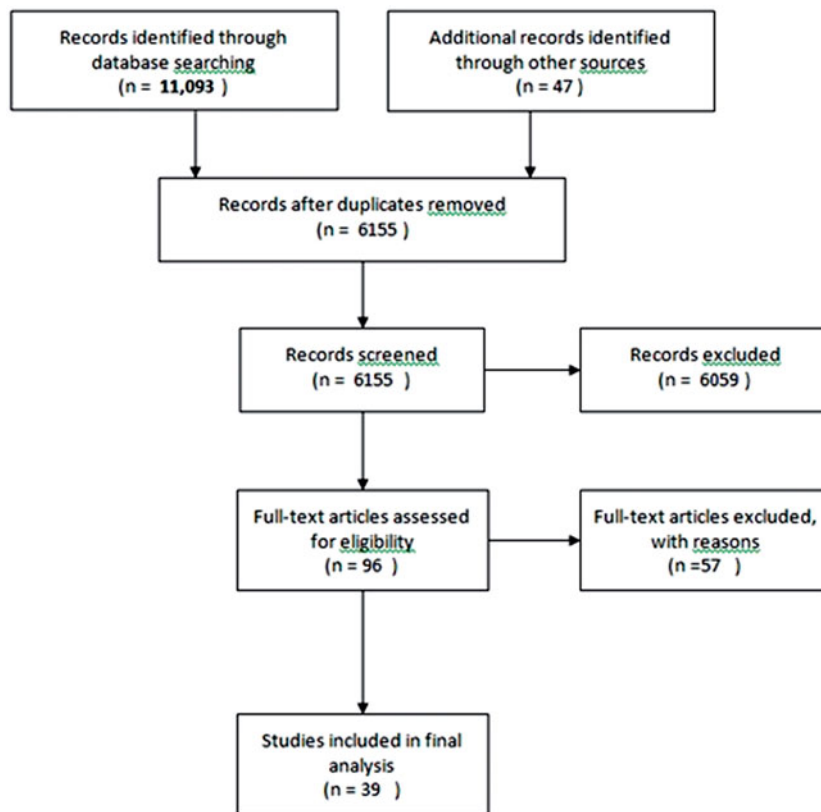 Records identified through
database searching
(n = 11,093 )
Additional records identified
through other sources
(n = 47 )
Records after duplicates removed
(n = 6155 )
Records screened
(n = 6155 )
Records excluded
(n = 6059 )
Full-text articles assessed
for eligibility
(n = 96 )
Full-text articles excluded,
with reasons
(n =57 )
Studies included in final
analysis
(n = 39 )